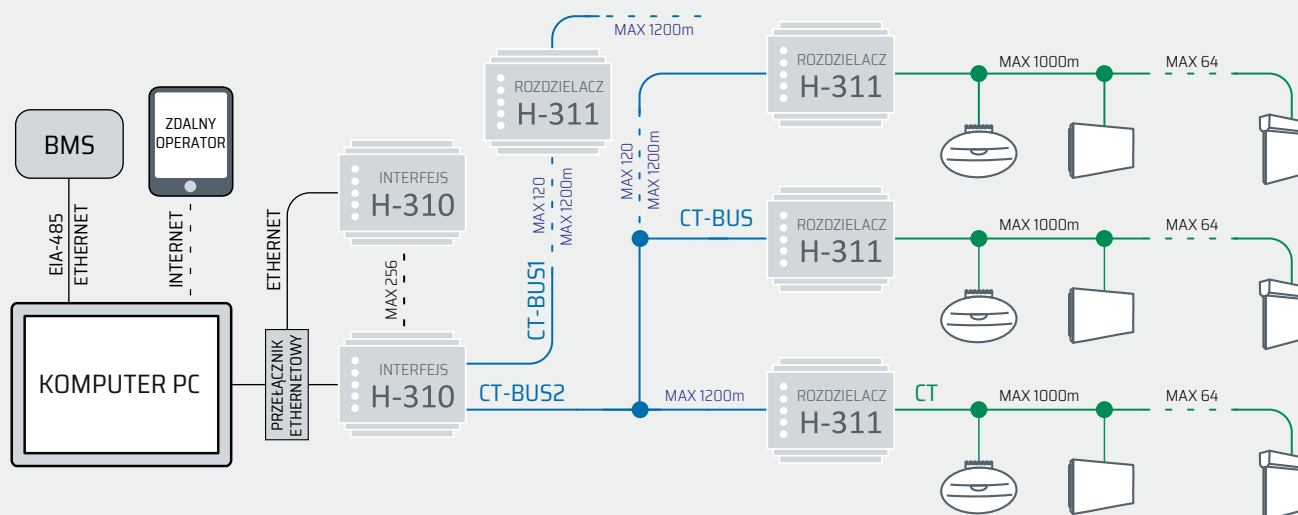 MAX 1200m
ROZDZIELACZ
H-311
ROZDZIELACZ
H-311
MAX 1000m
MAX 64
ZDALNY
OPERATOR
BMS
INTERFEJS
H-310
MAX 120
MAX 1200m
MAX 120
MAX 1200m
EIA-485
ETHERNET
INTERNET
ETHERNET
MAX 256
CT-BUS1
CT-BUS
ROZDZIELACZ
H-311
MAX 1000m
MAX 64
KOMPUTER PC
PRZEŁĄCZNIK
ETHERNETOWY
INTERFEJS
H-310
CT-BUS2
MAX 1200m
ROZDZIELACZ
H-311
CT
MAX 1000m
MAX 64